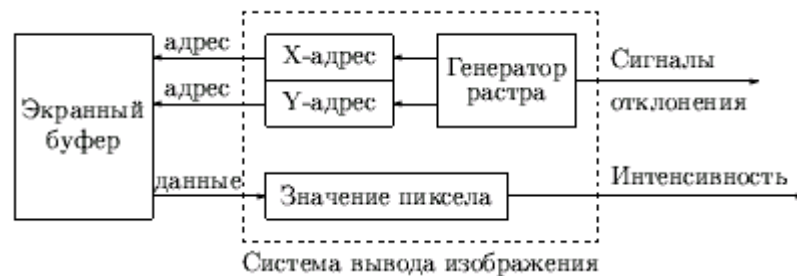 адрес
X-адрес
Генератор
растра
Сигналы
отклонения
адрес
Y-адрес
Экранный
буфер
данные
Значение пиксела
Интенсивность
Система вывода изображения